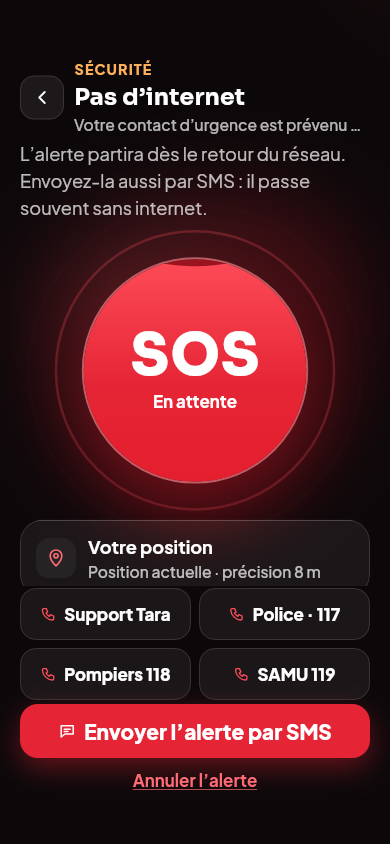 SÉCURITÉ
Pas d’internet
Votre contact d’urgence est prévenu ...
L’alerte partira dès le retour du réseau.
Envoyez-la aussi par SMS : il passe
souvent sans internet.
SOS
En attente
Votre position
Position actuelle · précision 8 m
Support Tara
Police · 117
Pompiers 118
SAMU 119
Envoyer l’alerte par SMS
Annuler l’alerte